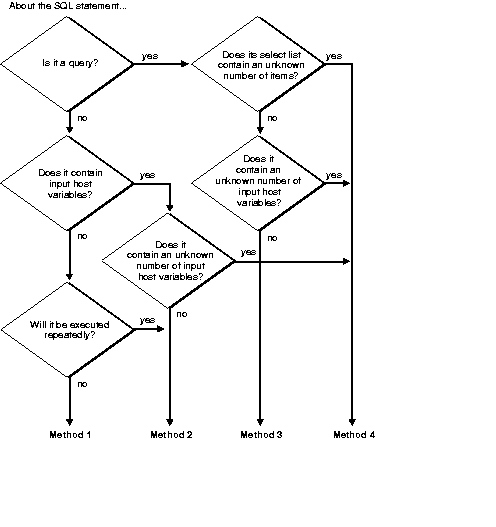 About the SQL statement...
Is it a query?
yes
no
Does its select list
contain an unknown
number of items?
yes
no
Does it contain
input host
variables?
yes
no
Does it
contain an
unknown number of
input host
variables?
yes
no
Does it
contain an unknown
number of input
host variables?
yes
no
Will it be executed
repeatedly?
yes
no
Method 1
Method 2
Method 3
Method 4